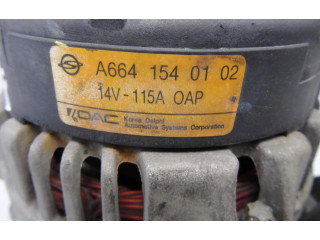 A664 154 01 02
14V-115A OAP
KDAC Korea Delphi
Automotive Systems Corporation